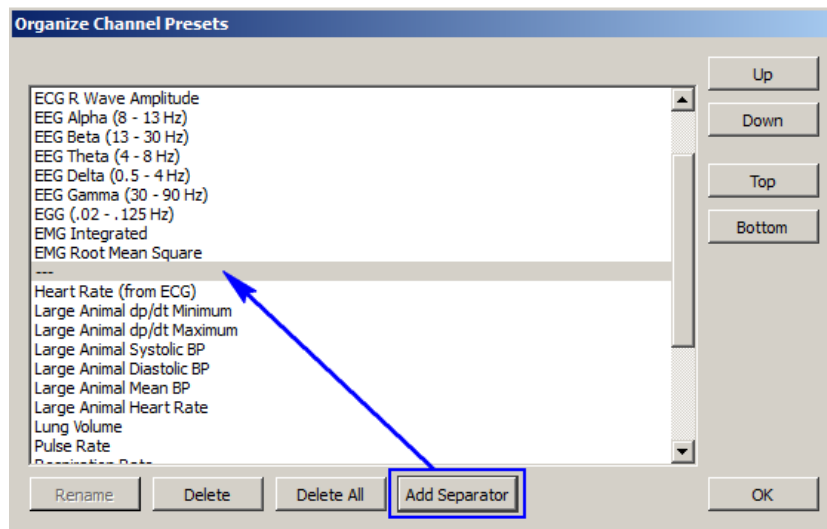 Organize Channel Presets
ECG R Wave Amplitude
EEG Alpha (8 - 13 Hz)
EEG Beta (13 - 30 Hz)
EEG Theta (4 - 8 Hz)
EEG Delta (0.5 - 4 Hz)
EEG Gamma (30 - 90 Hz)
EGG (.02 - .125 Hz)
EMG Integrated
EMG Root Mean Square
---
Heart Rate (from ECG)
Large Animal dp/dt Minimum
Large Animal dp/dt Maximum
Large Animal Systolic BP
Large Animal Diastolic BP
Large Animal Mean BP
Large Animal Heart Rate
Lung Volume
Pulse Rate
Up
Down
Top
Bottom
Rename
Delete
Delete All
Add Separator
OK